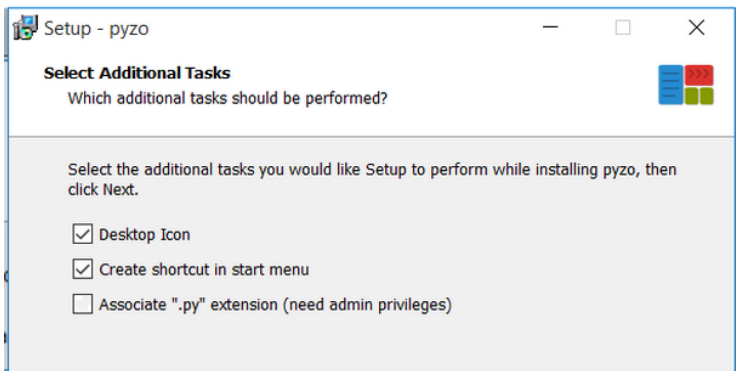 Setup - pyzo
Select Additional Tasks
Which additional tasks should be performed?
>>>
Select the additional tasks you would like Setup to perform while installing pyzo, then
click Next.
Desktop Icon
Create shortcut in start menu
Associate ".py" extension (need admin privileges)